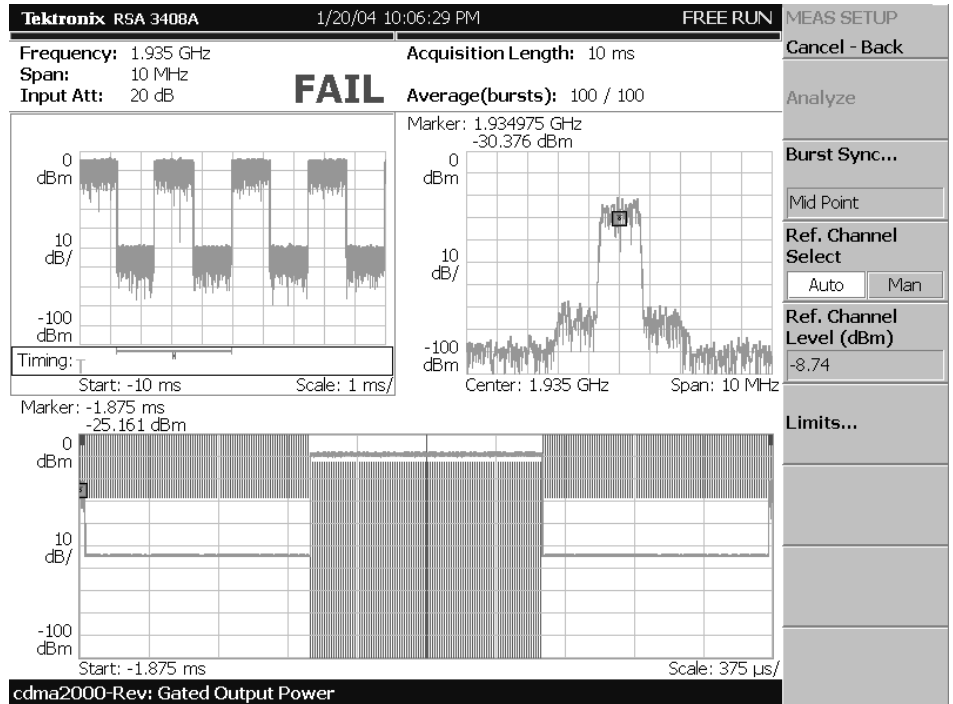 Tektronix RSA 3408A 1/20/04 10:06:29 PM FREE RUN
Frequency: 1.935 GHz
Span: 10 MHz
Input Att: 20 dB
FAIL
Acquisition Length: 10 ms
Average(bursts): 100 / 100
0
dBm
10
dB/
-100
dBm
Timing:
Start: -10 ms Scale: 1 ms/
Marker: 1.934975 GHz
-30.376 dBm
0
dBm
10
dB/
-100
dBm
Center: 1.935 GHz Span: 10 MHz
Marker: -1.875 ms
-25.161 dBm
0
dBm
10
dB/
-100
dBm
Start: -1.875 ms Scale: 375 µs/
cdma2000-Rev: Gated Output Power
MEAS SETUP
Cancel - Back
Analyze
Burst Sync...
Mid Point
Ref. Channel
Select
Auto Man
Ref. Channel
Level (dBm)
-8.74
Limits...